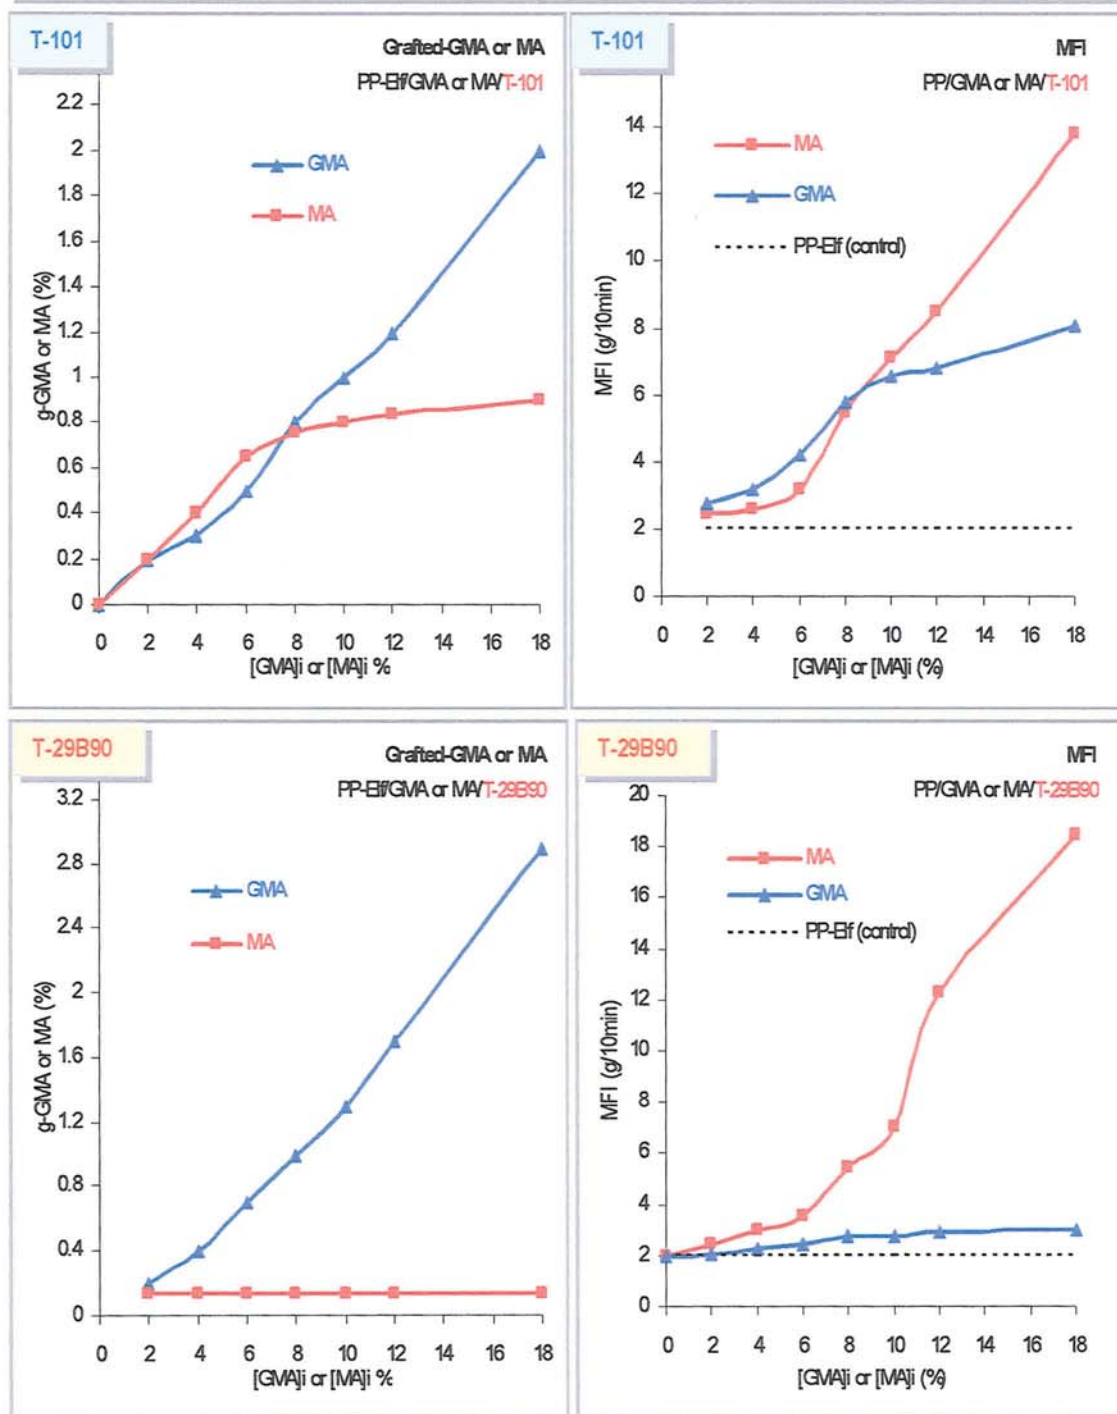 T-101
Grafted-GMA or MA
PP-Elf/GMA or MA/T-101
GMA
MA
g-GMA or MA (%)
22
2
1.8
1.6
1.4
1.2
1
0.8
0.6
0.4
0.2
0
0 2 4 6 8 10 12 14 16 18
[GMA]i or [MA]i %
T-101
MFI
PP/GMA or MA/T-101
MA
GMA
PP-Elf (control)
MFI (g/10min)
14
12
10
8
6
4
2
0
0 2 4 6 8 10 12 14 16 18
[GMA]i or [MA]i (%)
T-29B90
Grafted-GMA or MA
PP-Elf/GMA or MA/T-29B90
GMA
MA
g-GMA or MA (%)
3.2
2.8
2.4
2
1.6
1.2
0.8
0.4
0
0 2 4 6 8 10 12 14 16 18
[GMA]i or [MA]i %
T-29B90
MFI
PP/GMA or MA/T-29B90
MA
GMA
PP-Elf (control)
MFI (g/10min)
20
18
16
14
12
10
8
6
4
2
0
0 2 4 6 8 10 12 14 16 18
[GMA]i or [MA]i (%)